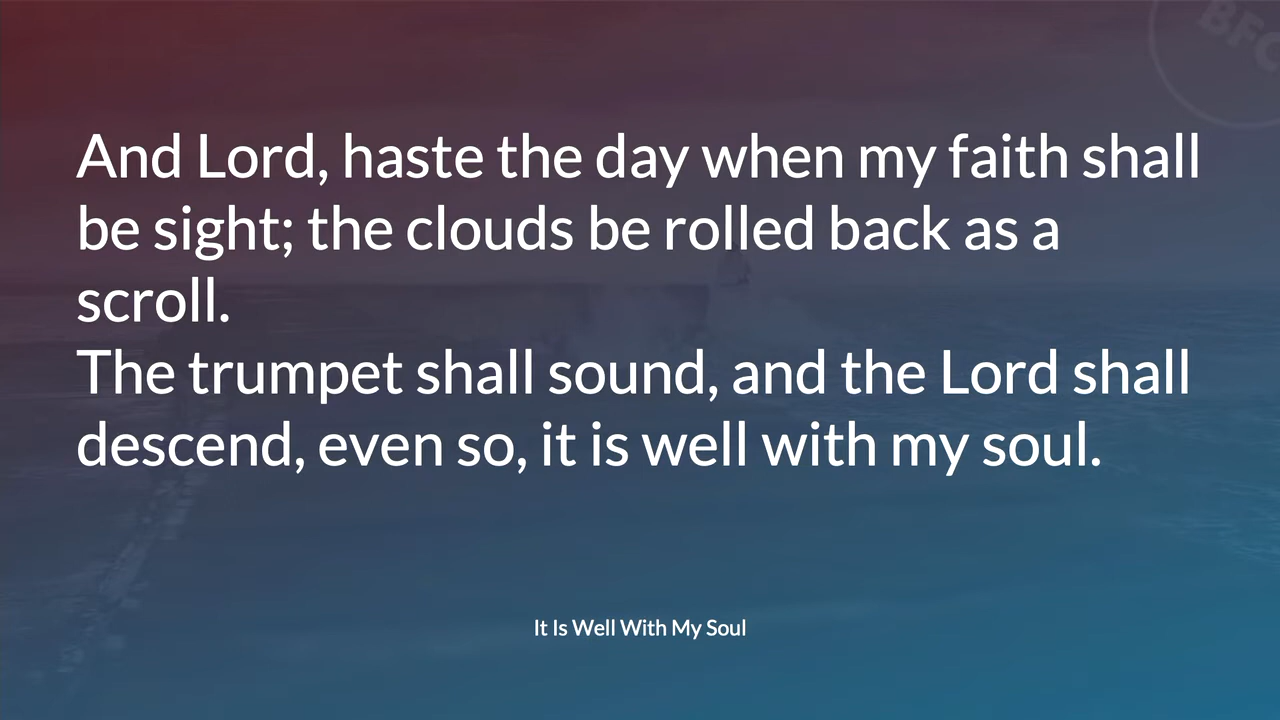 BFC
And Lord, haste the day when my faith shall
be sight; the clouds be rolled back as a
scroll.
The trumpet shall sound, and the Lord shall
descend, even so, it is well with my soul.
It Is Well With My Soul